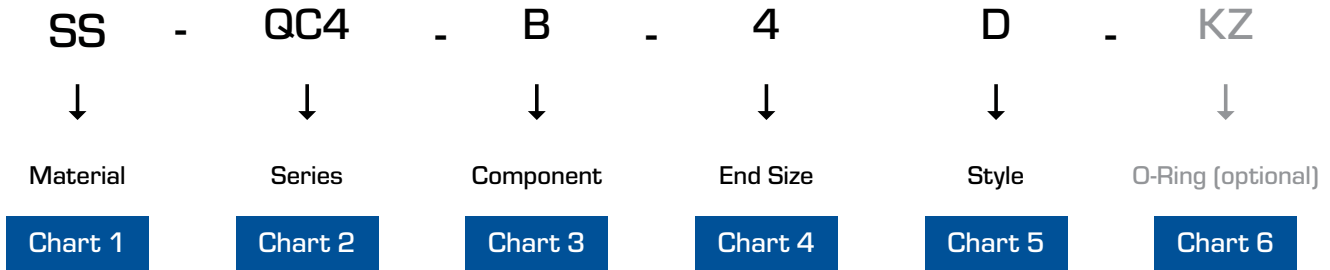 SS - QC4 - B - 4 D - KZ
↓ ↓ ↓ ↓ ↓ ↓
Material Series Component End Size Style O-Ring (optional)
Chart 1 Chart 2 Chart 3 Chart 4 Chart 5 Chart 6